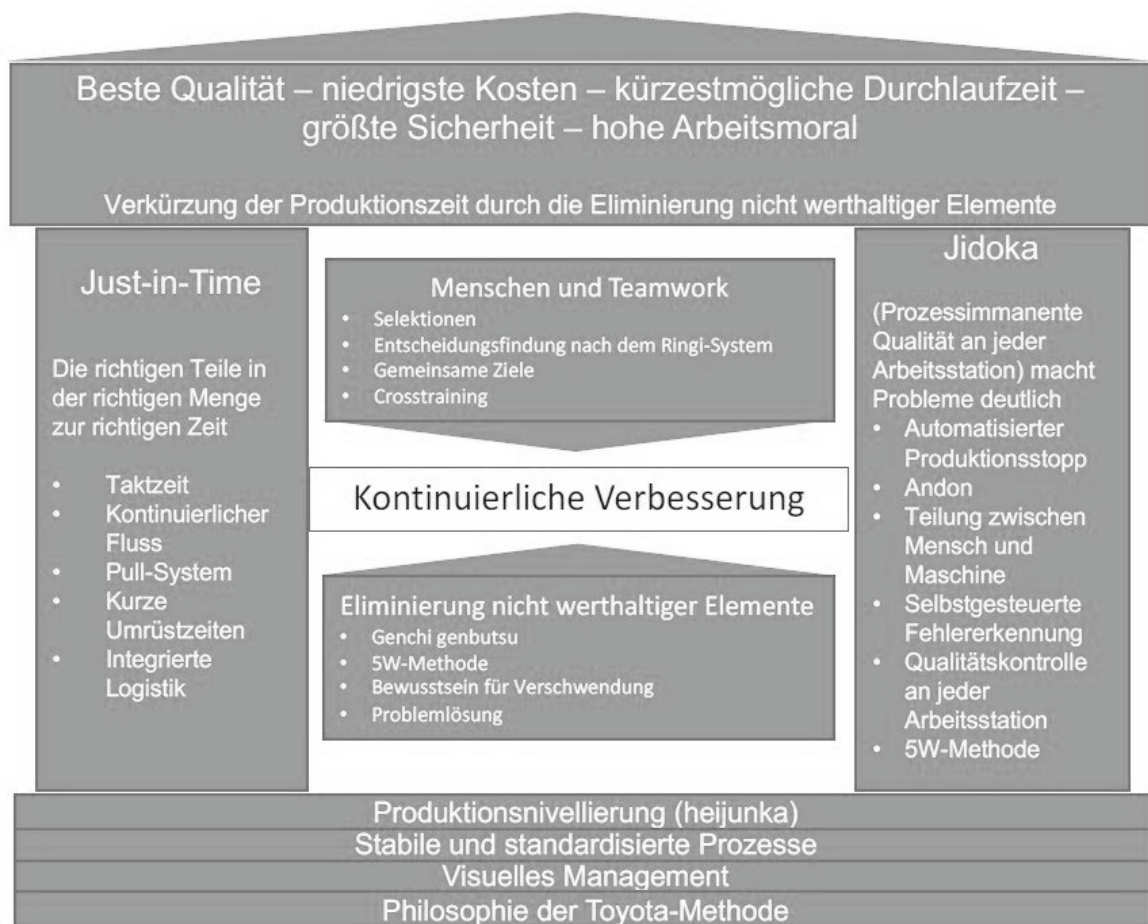 Beste Qualität – niedrigste Kosten – kürzestmögliche Durchlaufzeit –
größte Sicherheit – hohe Arbeitsmoral
Verkürzung der Produktionszeit durch die Eliminierung nicht werthaltiger Elemente
Just-in-Time
Die richtigen Teile in
der richtigen Menge
zur richtigen Zeit
• Taktzeit
• Kontinuierlicher
Fluss
• Pull-System
• Kurze
Umrüstzeiten
• Integrierte
Logistik
Menschen und Teamwork
• Selektionen
• Entscheidungsfindung nach dem Ringi-System
• Gemeinsame Ziele
• Crosstraining
Kontinuierliche Verbesserung
Eliminierung nicht werthaltiger Elemente
• Genchi genbutsu
• 5W-Methode
• Bewusstsein für Verschwendung
• Problemlösung
Jidoka
(Prozessimmanente
Qualität an jeder
Arbeitsstation) macht
Probleme deutlich
• Automatisierter
Produktionsstopp
• Andon
• Teilung zwischen
Mensch und
Maschine
• Selbstgesteuerte
Fehlererkennung
• Qualitätskontrolle
an jeder
Arbeitsstation
• 5W-Methode
Produktionsnivellierung (heijunka)
Stabile und standardisierte Prozesse
Visuelles Management
Philosophie der Toyota-Methode